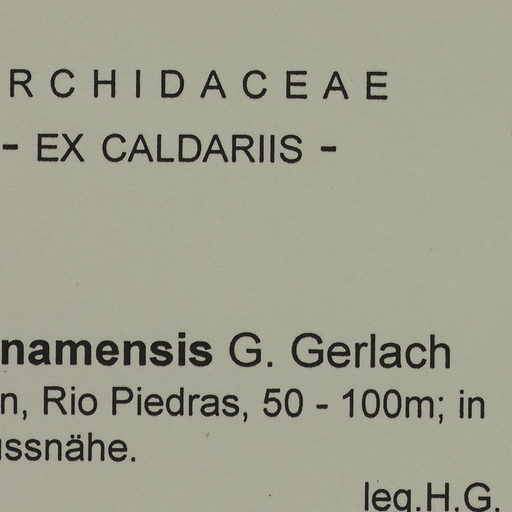 RCHIDACEAE
- EX CALDARIIS -
namensis G. Gerlach
n, Rio Piedras, 50 - 100m; in
ussnähe.
leg.H.G.